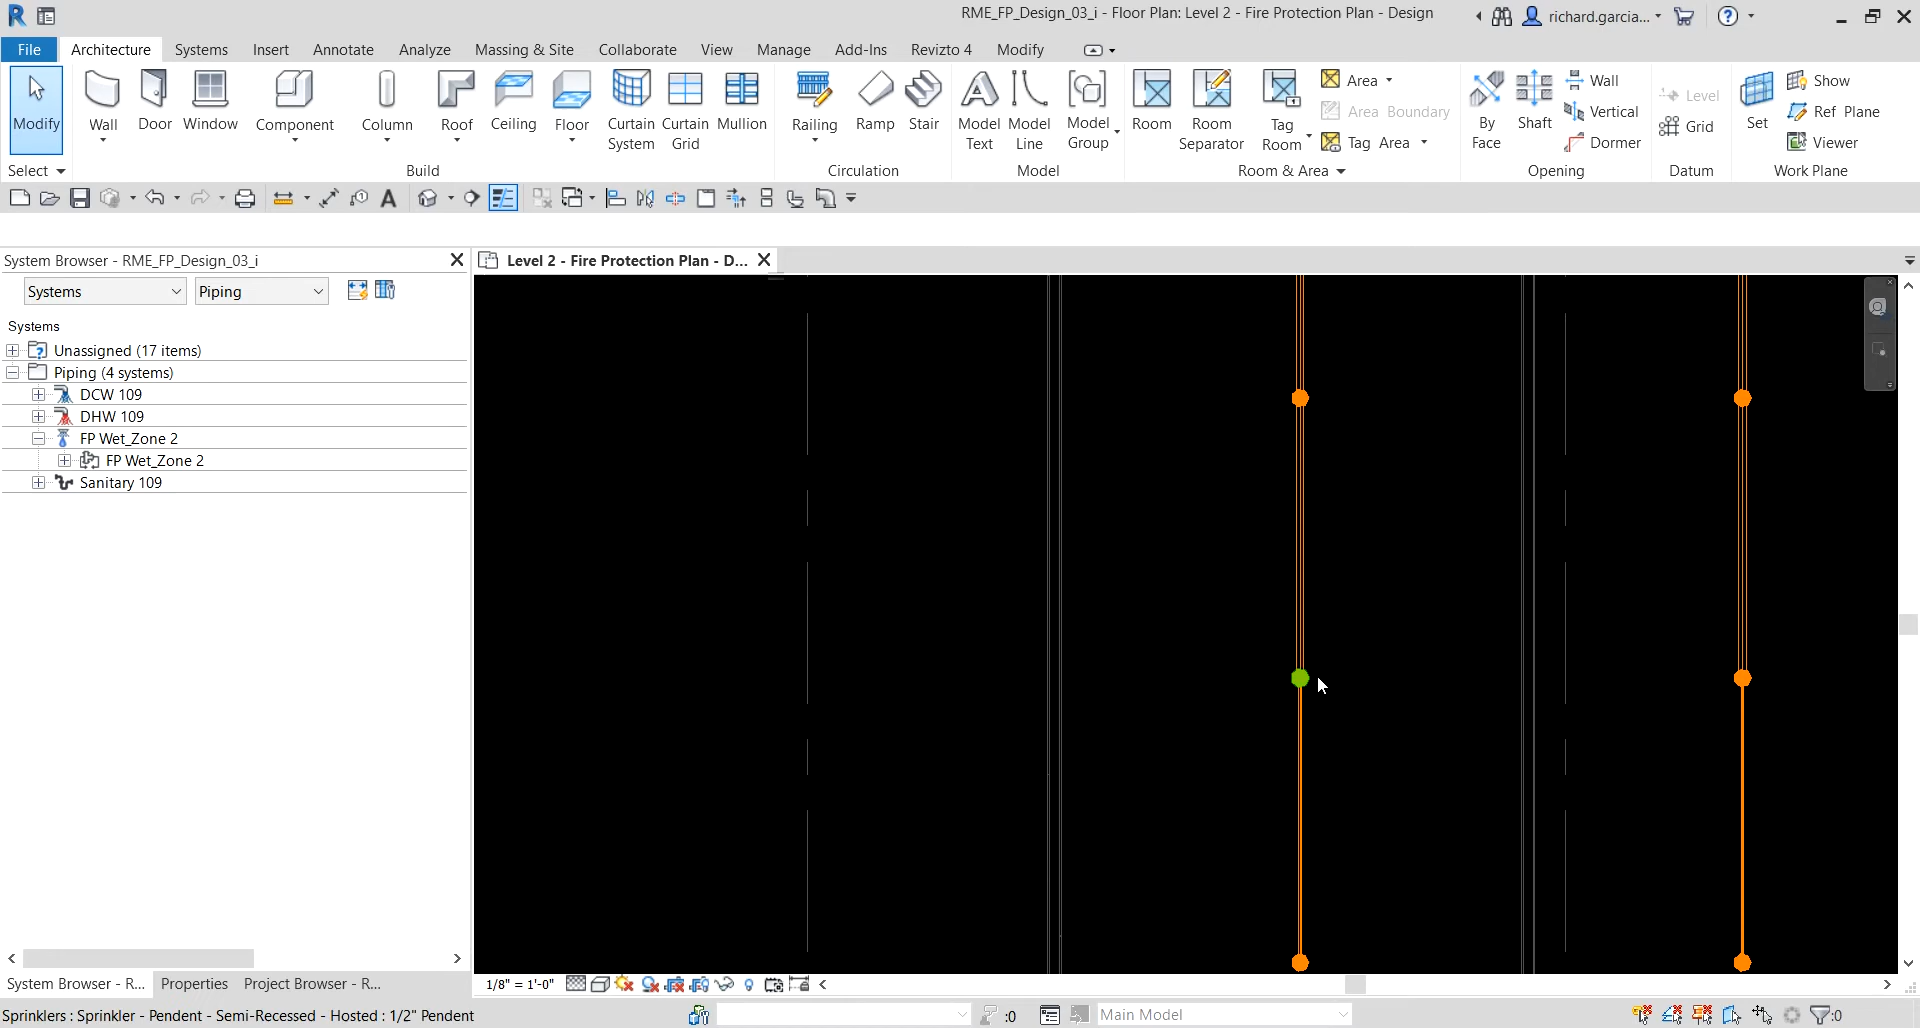 RME_FP_Design_03_i - Floor Plan: Level 2 - Fire Protection Plan - Design
richard.garcia...
File Architecture Systems Insert Annotate Analyze Massing & Site Collaborate View Manage Add-Ins Revizto 4 Modify
Modify
Wall
Door
Window
Component
Column
Roof
Ceiling
Floor
Curtain System
Curtain Grid
Mullion
Railing
Ramp
Stair
Model Text
Model Line
Model Group
Room
Room Separator
Tag Room
Area
Area Boundary
Tag Area
By Face
Shaft
Wall
Vertical
Dormer
Level
Grid
Set
Show
Ref Plane
Viewer
Select Build Circulation Model Room & Area Opening Datum Work Plane
System Browser - RME_FP_Design_03_i
Level 2 - Fire Protection Plan - D...
Systems Piping
Systems
Unassigned (17 items)
Piping (4 systems)
DCW 109
DHW 109
FP Wet_Zone 2
FP Wet_Zone 2
Sanitary 109
System Browser - R... Properties Project Browser - R...
1/8" = 1'-0"
Sprinklers : Sprinkler - Pendent - Semi-Recessed - Hosted : 1/2" Pendent
:0
Main Model
:0